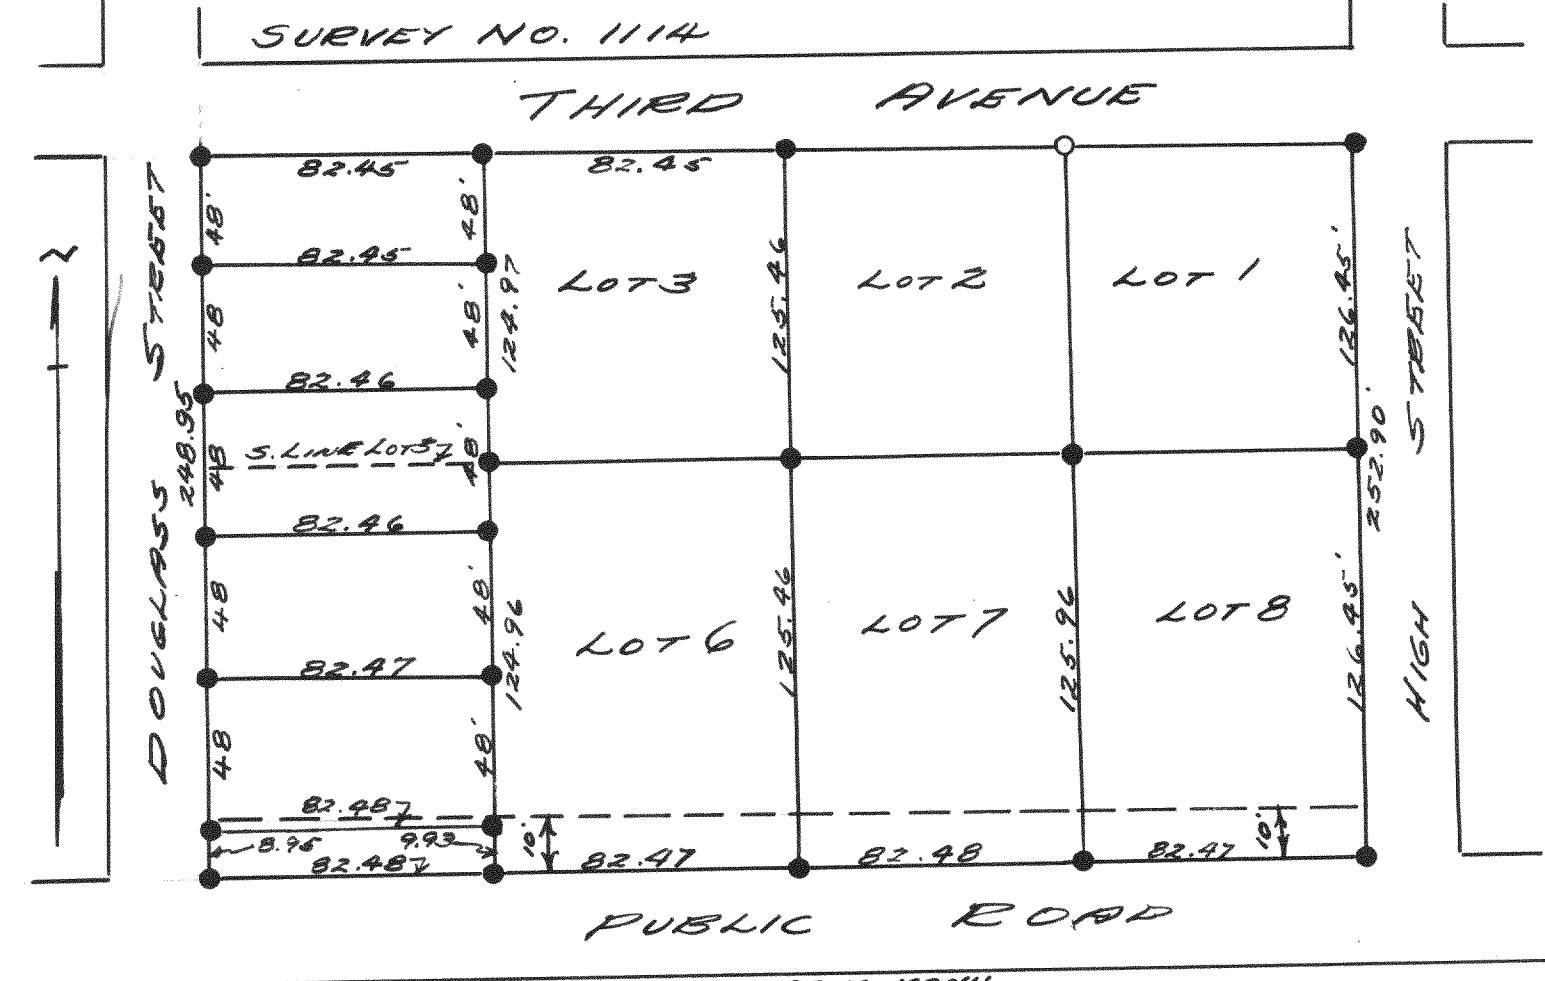 SURVEY NO. 1114
THIRD AVENUE
82.45
82.45
48'
48'
STREET
N
82.45
124.97
LOT 3
125.46
LOT 2
LOT 1
126.45'
STREET
48
48'
82.46
248.95
S. LINE LOT 3
48
48'
252.90'
82.46
DOUGLASS
48
48'
124.96
LOT 6
125.46
LOT 7
125.96
LOT 8
126.45'
HIGH
82.47
48
48'
82.48
8.95
9.93
10'
10'
82.48
82.47
82.48
82.47
PUBLIC ROAD